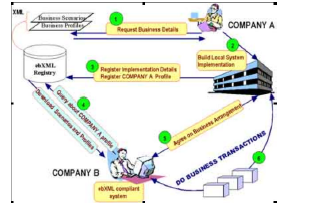 XML
Business Scenarios
Business Profiles
1
Request Business Details
COMPANY A
2
Build Local System
Implementation
3
Register Implementation Details
Register COMPANY A Profile
ebXML
Registry
4
Query about COMPANY A profile
Download Scenarios and Profiles
5
Agree on Business Arrangement
6
DO BUSINESS TRANSACTIONS
COMPANY B
ebXML compliant
system